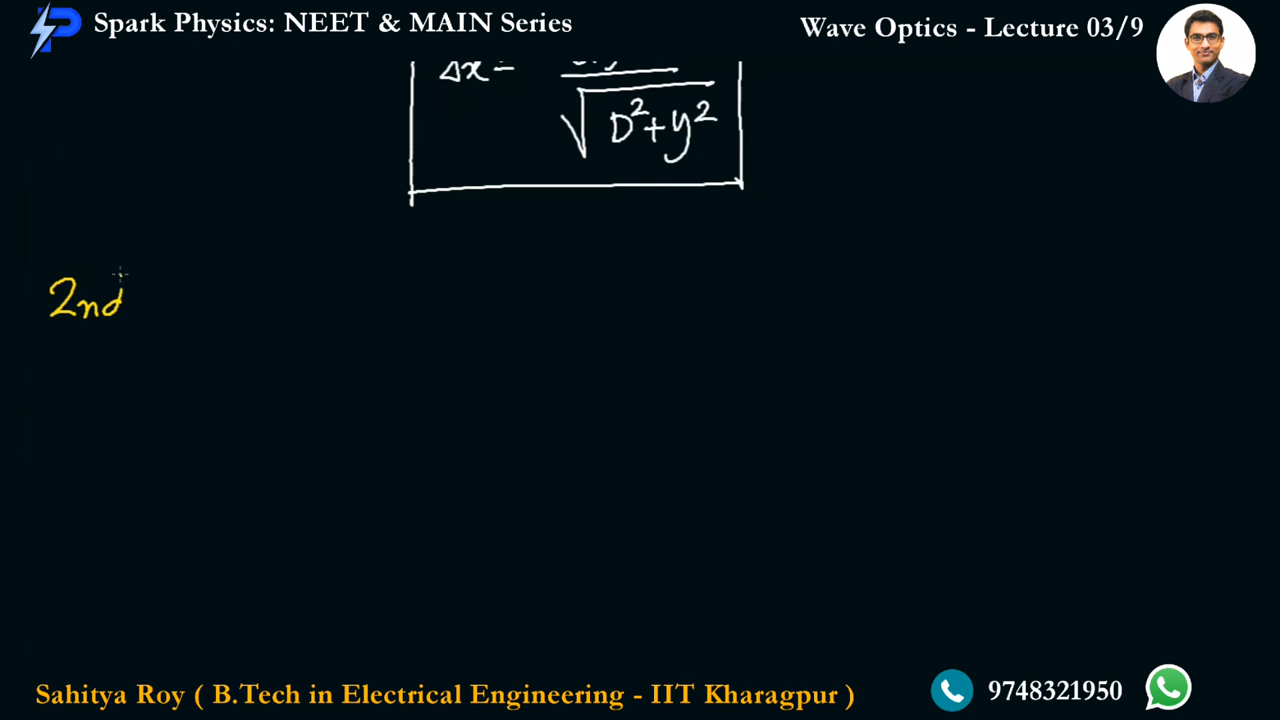 Spark Physics: NEET & MAIN Series
Wave Optics - Lecture 03/9
Δx =
√D²+y²
2nd
Sahitya Roy ( B.Tech in Electrical Engineering - IIT Kharagpur )
9748321950